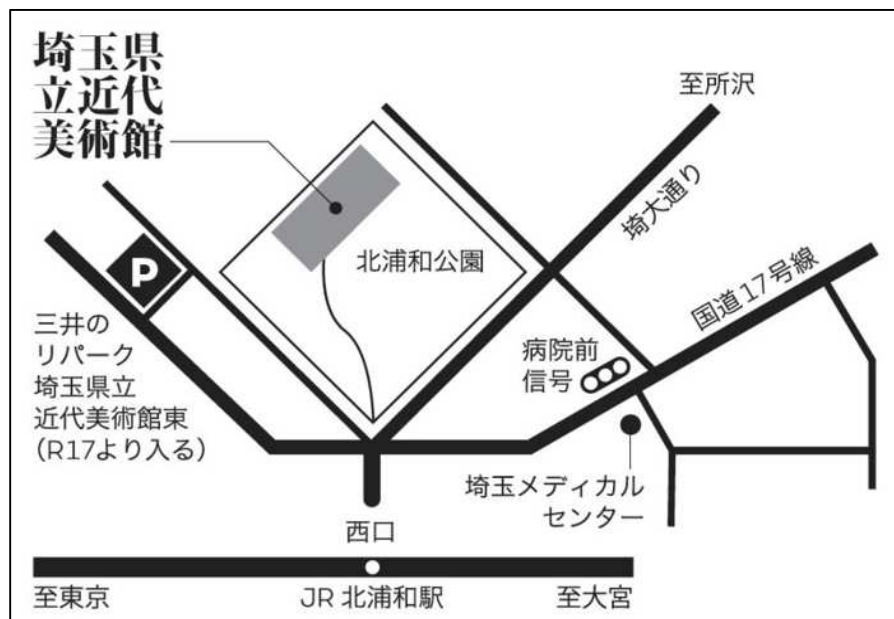 埼玉県
立近代
美術館
至所沢
埼大通り
北浦和公園
国道17号線
P
三井の
リパーク
埼玉県立
近代美術館東
（R17より入る）
病院前
信号
埼玉メディカル
センター
西口
至東京
JR 北浦和駅
至大宮